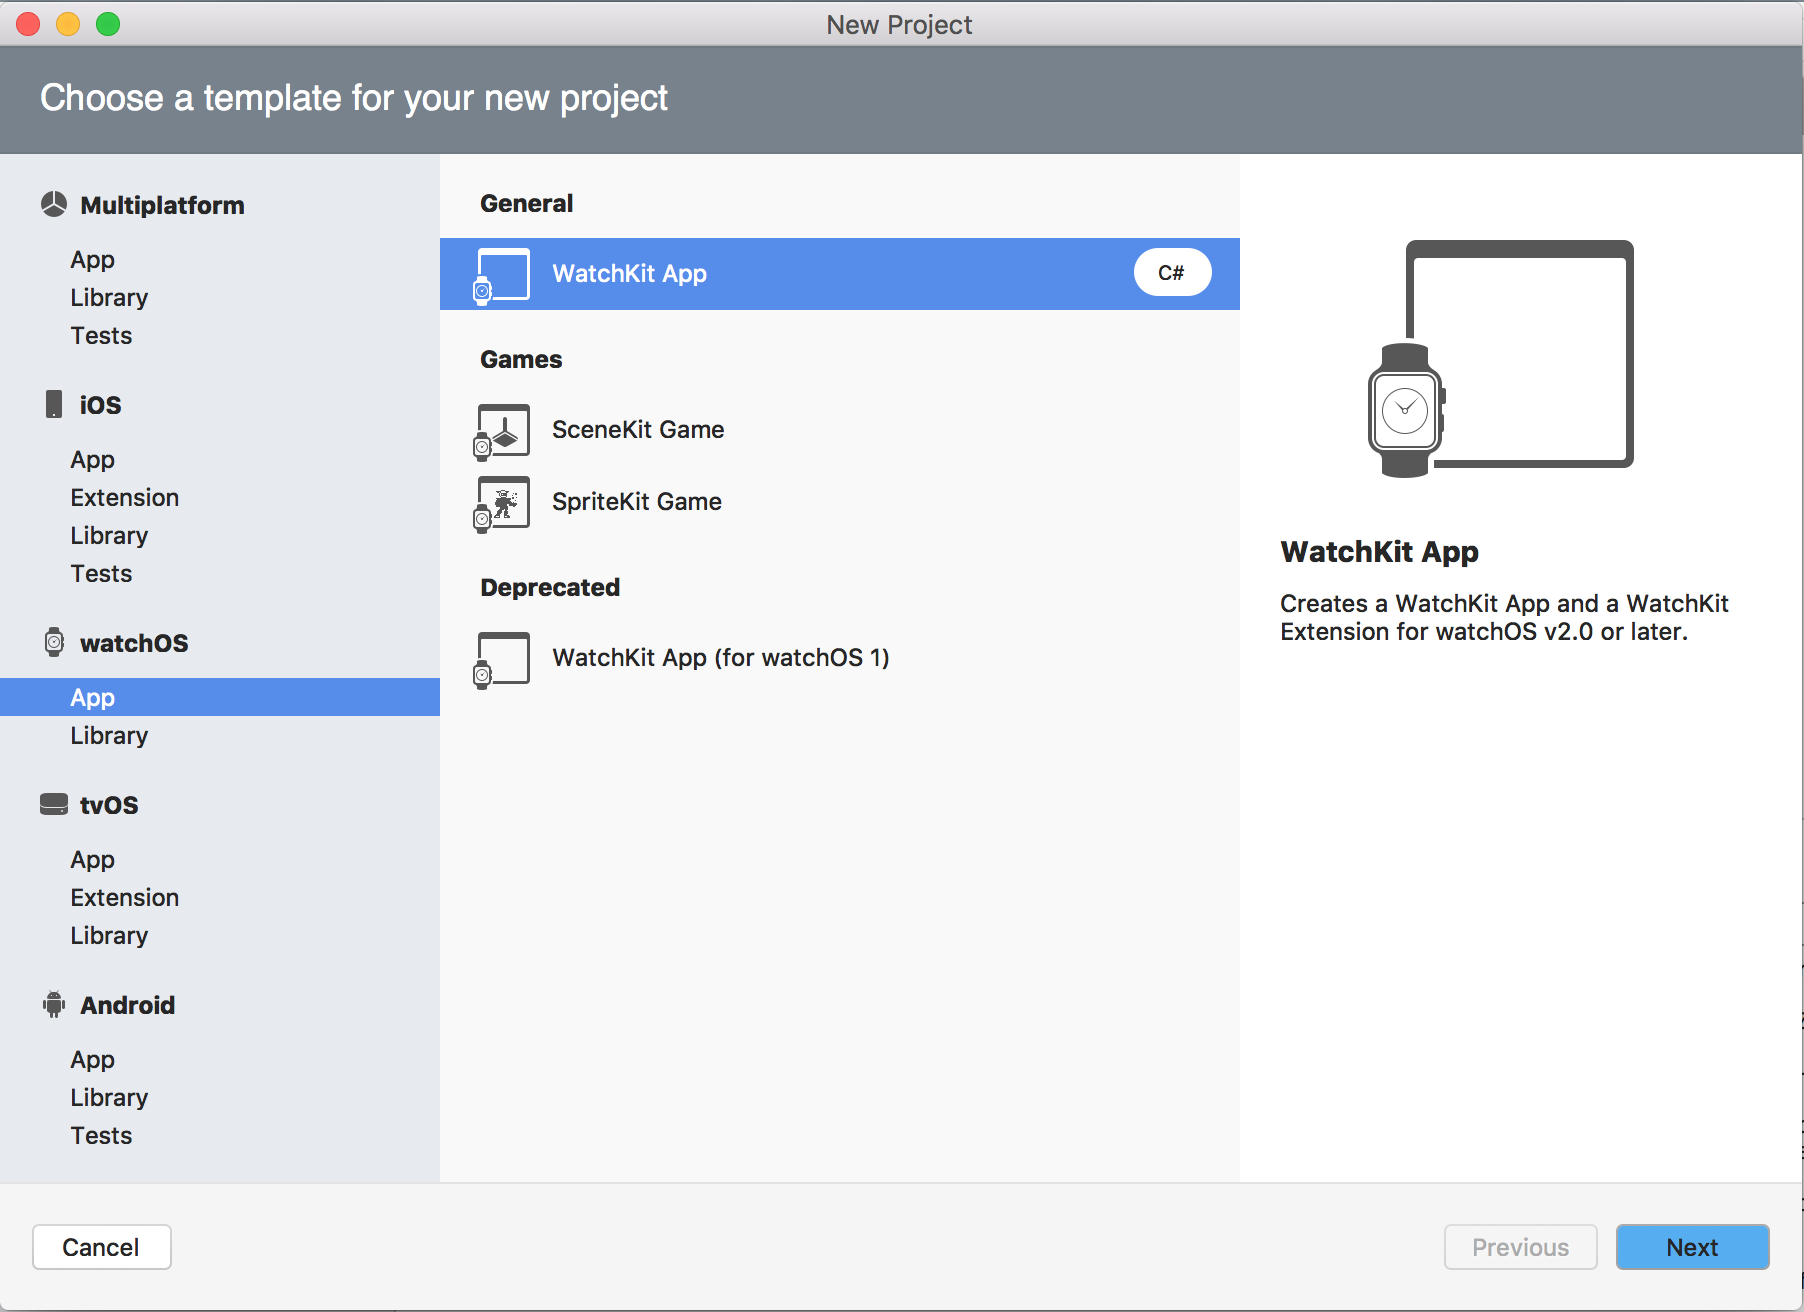 New Project
Choose a template for your new project
Multiplatform
App
Library
Tests
iOS
App
Extension
Library
Tests
watchOS
App
Library
tvOS
App
Extension
Library
Android
App
Library
Tests
General
WatchKit App
C#
Games
SceneKit Game
SpriteKit Game
Deprecated
WatchKit App (for watchOS 1)
WatchKit App
Creates a WatchKit App and a WatchKit
Extension for watchOS v2.0 or later.
Cancel
Previous
Next